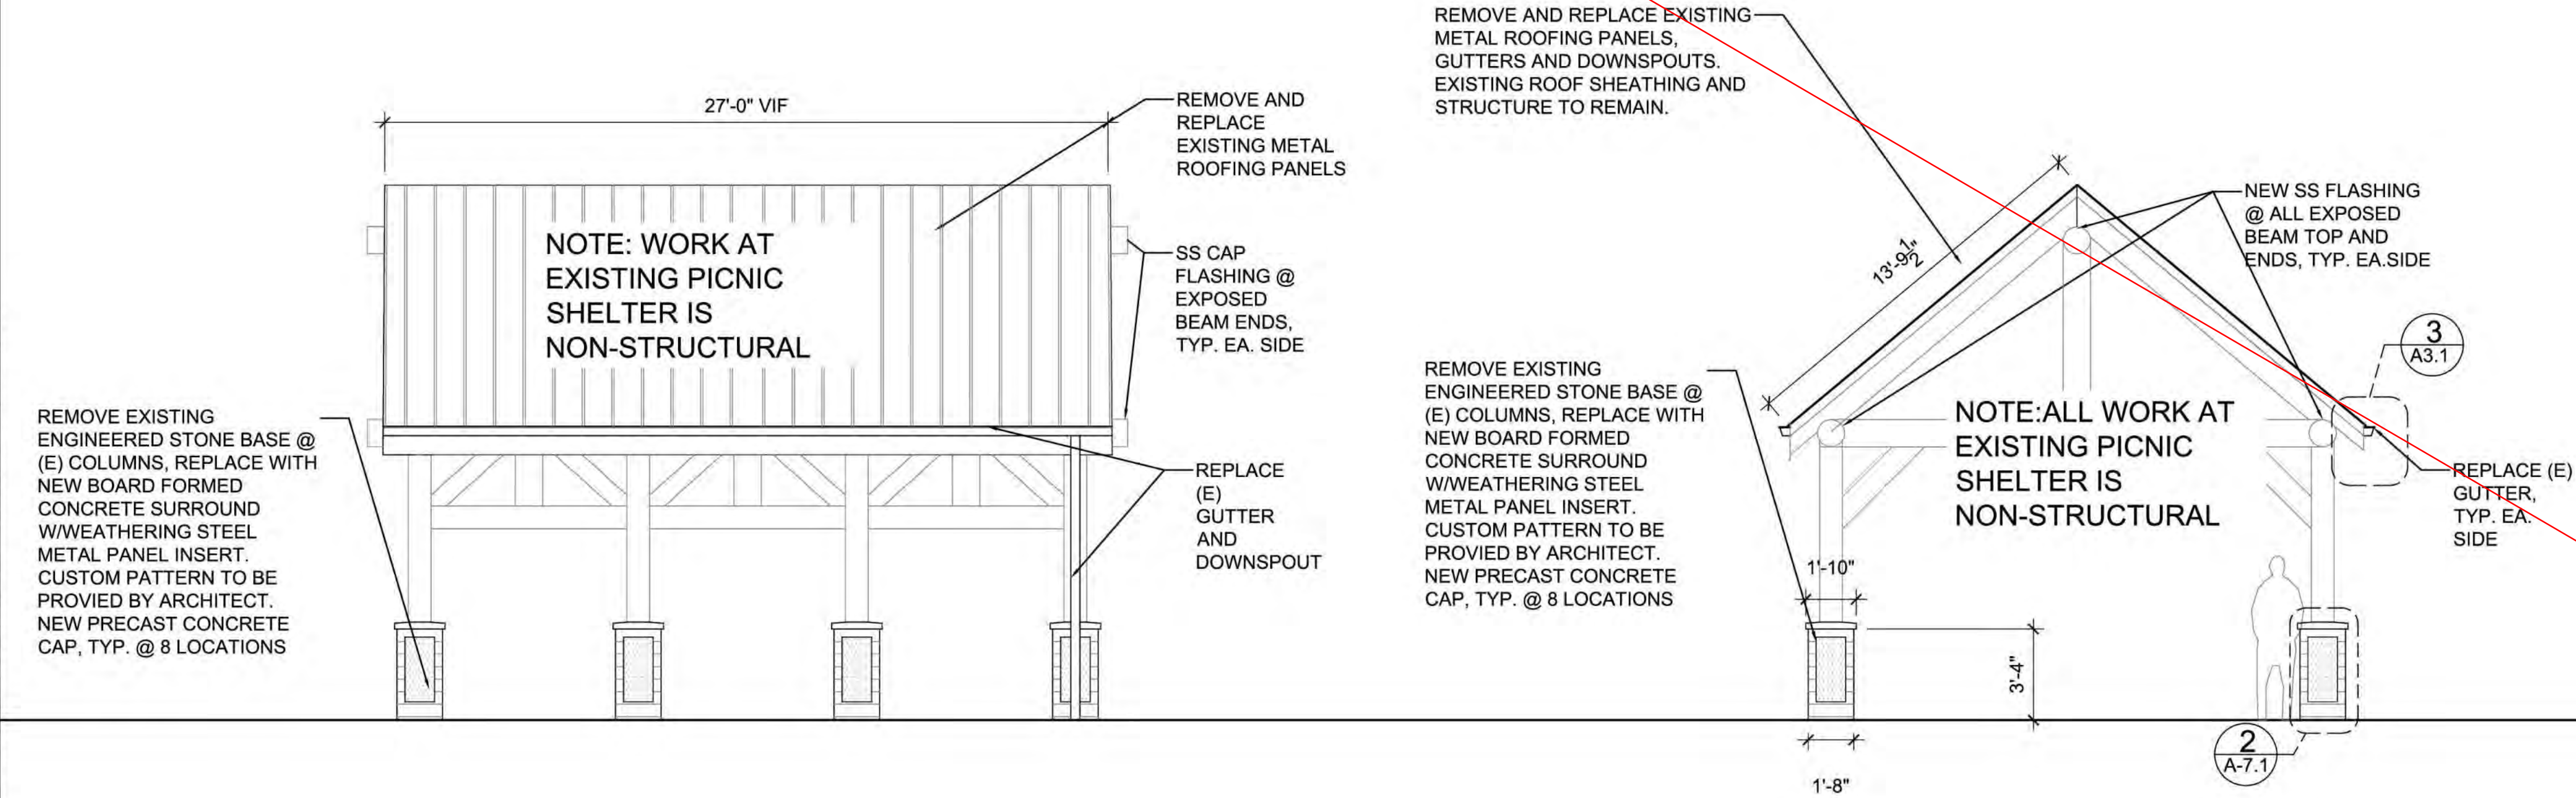 27'-0" VIF
REMOVE AND
REPLACE
EXISTING METAL
ROOFING PANELS
NOTE: WORK AT
EXISTING PICNIC
SHELTER IS
NON-STRUCTURAL
SS CAP
FLASHING @
EXPOSED
BEAM ENDS,
TYP. EA. SIDE
REMOVE EXISTING
ENGINEERED STONE BASE @
(E) COLUMNS, REPLACE WITH
NEW BOARD FORMED
CONCRETE SURROUND
W/WEATHERING STEEL
METAL PANEL INSERT.
CUSTOM PATTERN TO BE
PROVIED BY ARCHITECT.
NEW PRECAST CONCRETE
CAP, TYP. @ 8 LOCATIONS
REPLACE
(E)
GUTTER
AND
DOWNSPOUT
REMOVE AND REPLACE EXISTING
METAL ROOFING PANELS,
GUTTERS AND DOWNSPOUTS.
EXISTING ROOF SHEATHING AND
STRUCTURE TO REMAIN.
13'-9 1/2"
NEW SS FLASHING
@ ALL EXPOSED
BEAM TOP AND
ENDS, TYP. EA.SIDE
3
A3.1
REMOVE EXISTING
ENGINEERED STONE BASE @
(E) COLUMNS, REPLACE WITH
NEW BOARD FORMED
CONCRETE SURROUND
W/WEATHERING STEEL
METAL PANEL INSERT.
CUSTOM PATTERN TO BE
PROVIED BY ARCHITECT.
NEW PRECAST CONCRETE
CAP, TYP. @ 8 LOCATIONS
NOTE:ALL WORK AT
EXISTING PICNIC
SHELTER IS
NON-STRUCTURAL
REPLACE (E)
GUTTER,
TYP. EA.
SIDE
1'-10"
3'-4"
2
A-7.1
1'-8"